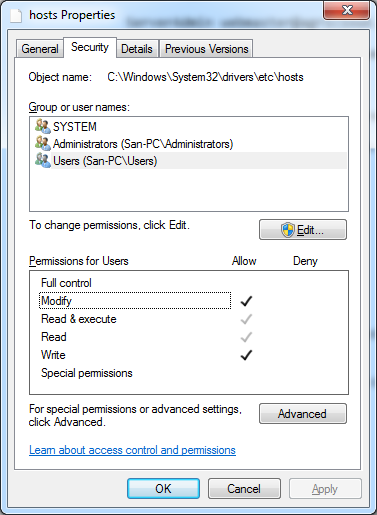 hosts Properties
General
Security
Details
Previous Versions
Object name: C:\Windows\System32\drivers\etc\hosts
Group or user names:
SYSTEM
Administrators (San-PC\Administrators)
Users (San-PC\Users)
To change permissions, click Edit.
Edit...
Permissions for Users Allow Deny
Full control
Modify
Read & execute
Read
Write
Special permissions
For special permissions or advanced settings,
click Advanced.
Advanced
Learn about access control and permissions
OK
Cancel
Apply